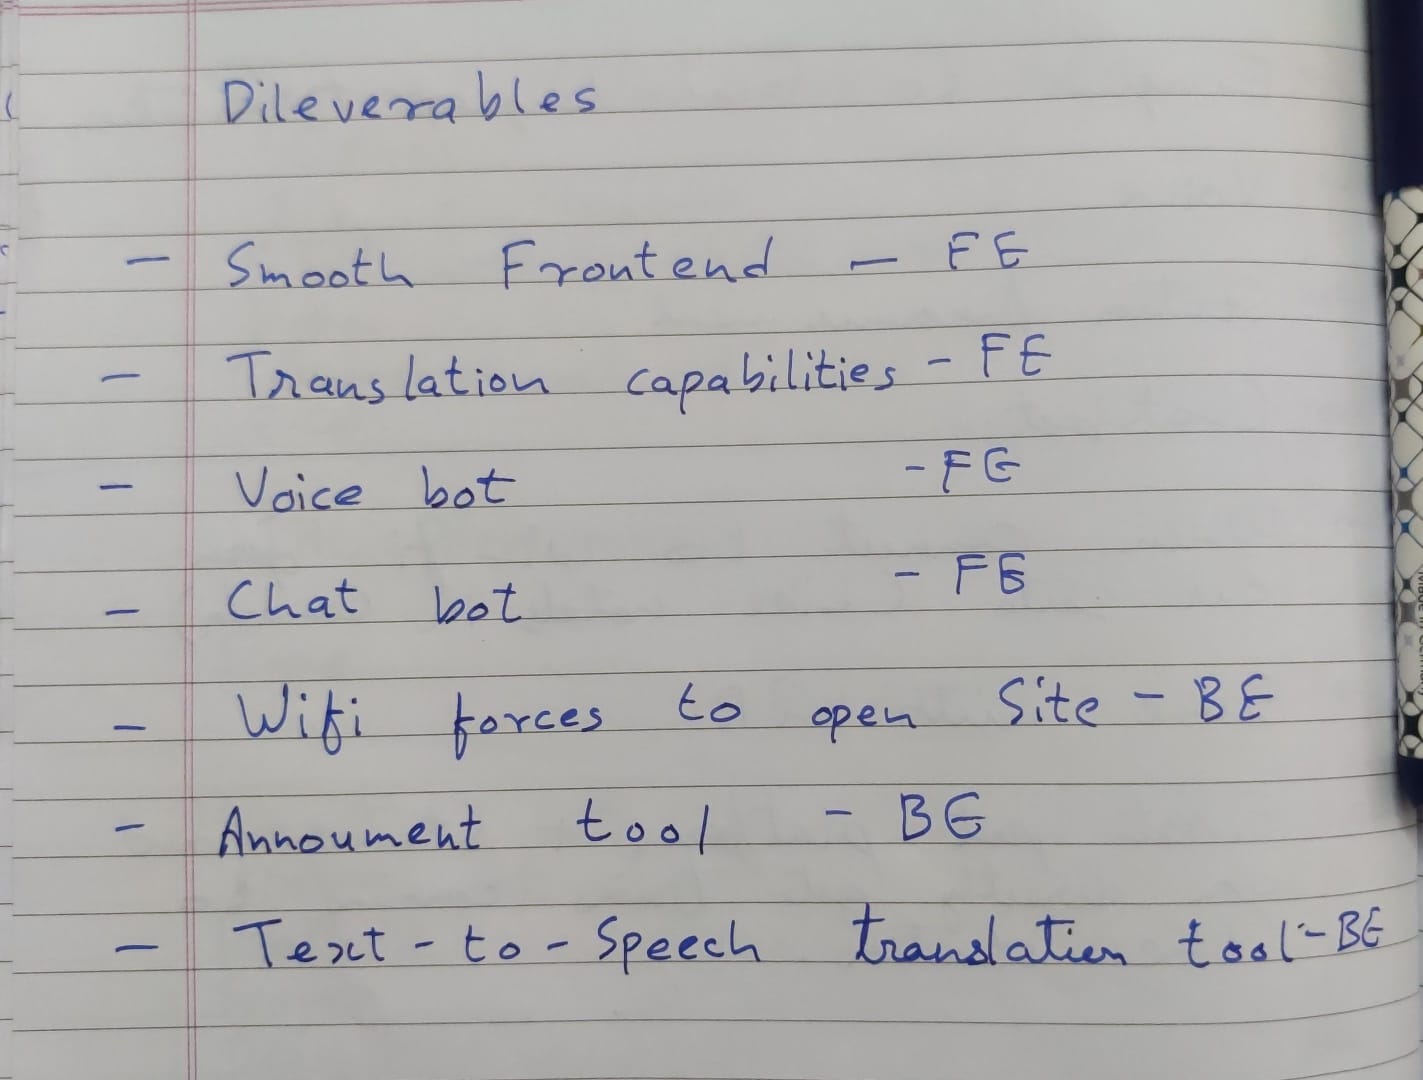 Dileverables
- Smooth Frontend - FE
- Translation capabilities - FE
- Voice bot - FE
- Chat bot - FE
- Wifi forces to open Site - BE
- Annoument tool - BE
- Text-to-Speech translation tool - BE